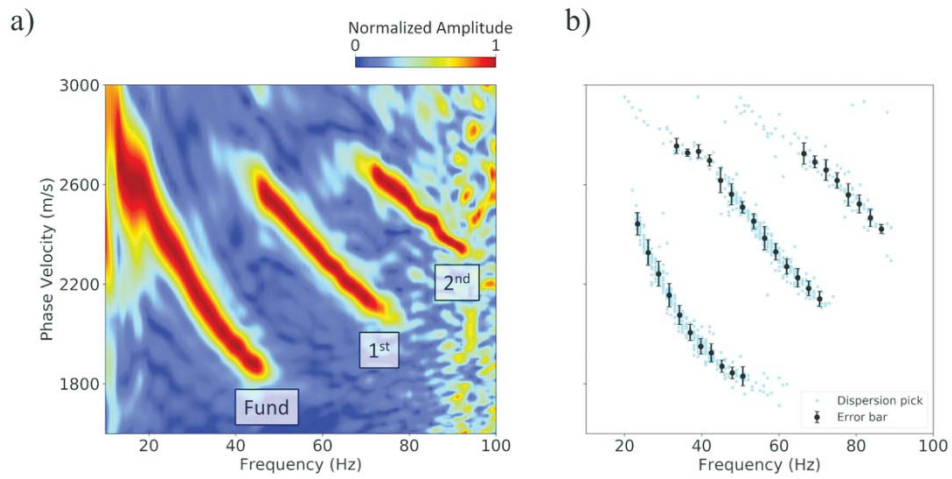 a)
Normalized Amplitude
0 1
3000
2600
2200
1800
Phase Velocity (m/s)
20 40 60 80 100
Frequency (Hz)
Fund
1st
2nd
b)
20 40 60 80 100
Frequency (Hz)
Dispersion pick
Error bar